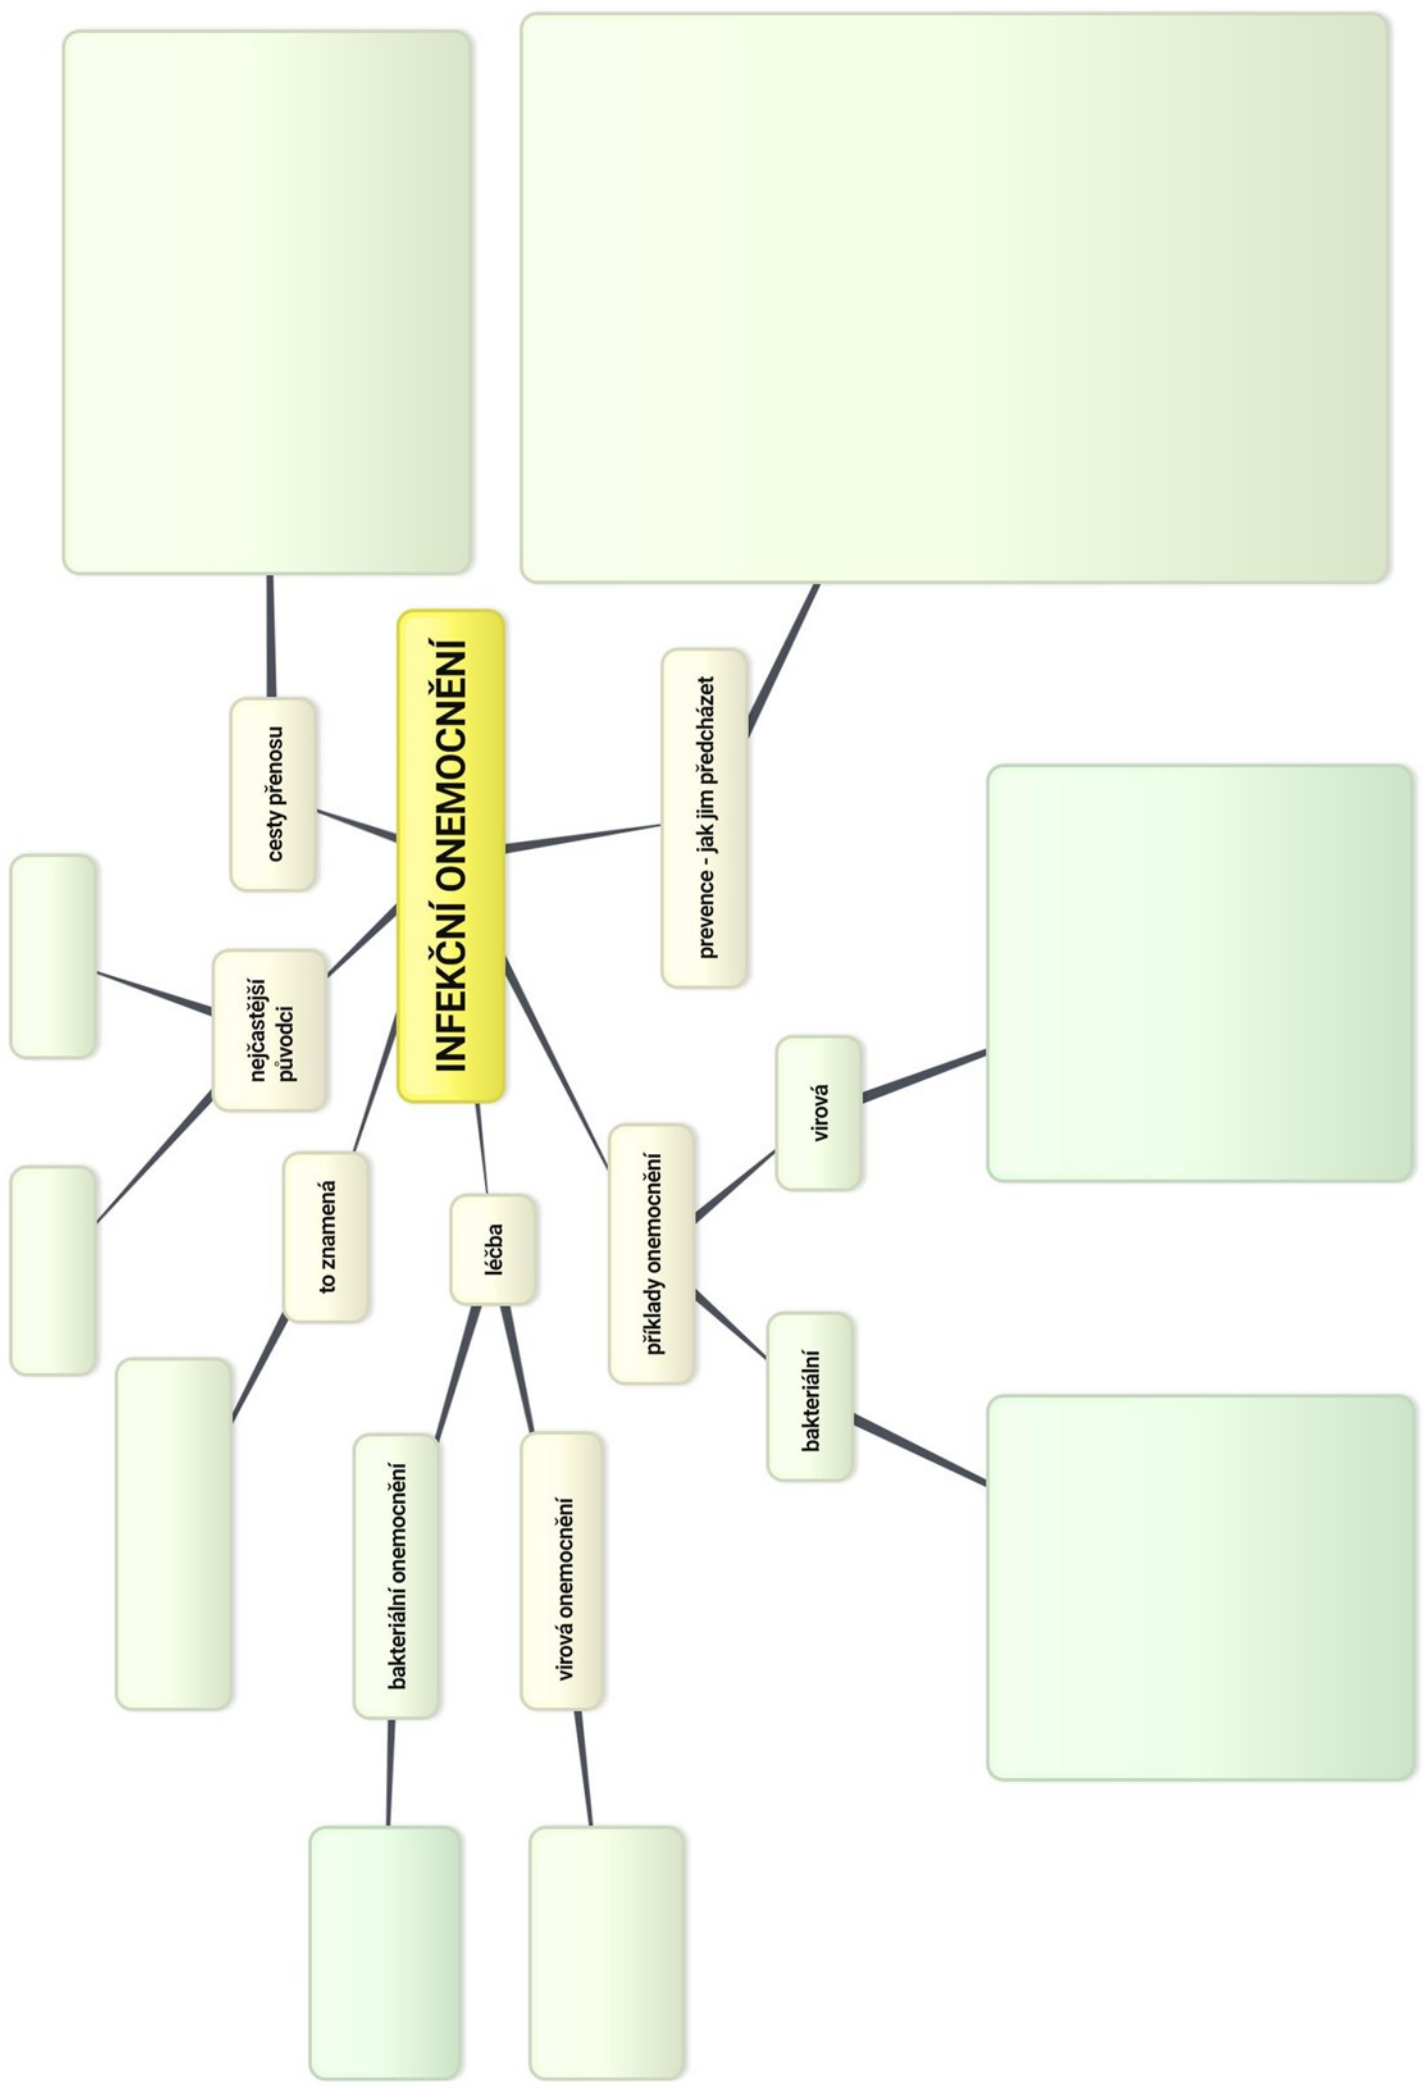 INFEKČNÍ ONEMOCNĚNÍ
cesty přenosu
nejčastější
původci
to znamená
léčba
bakteriální onemocnění
virová onemocnění
příklady onemocnění
bakteriální
virová
prevence - jak jim předcházet